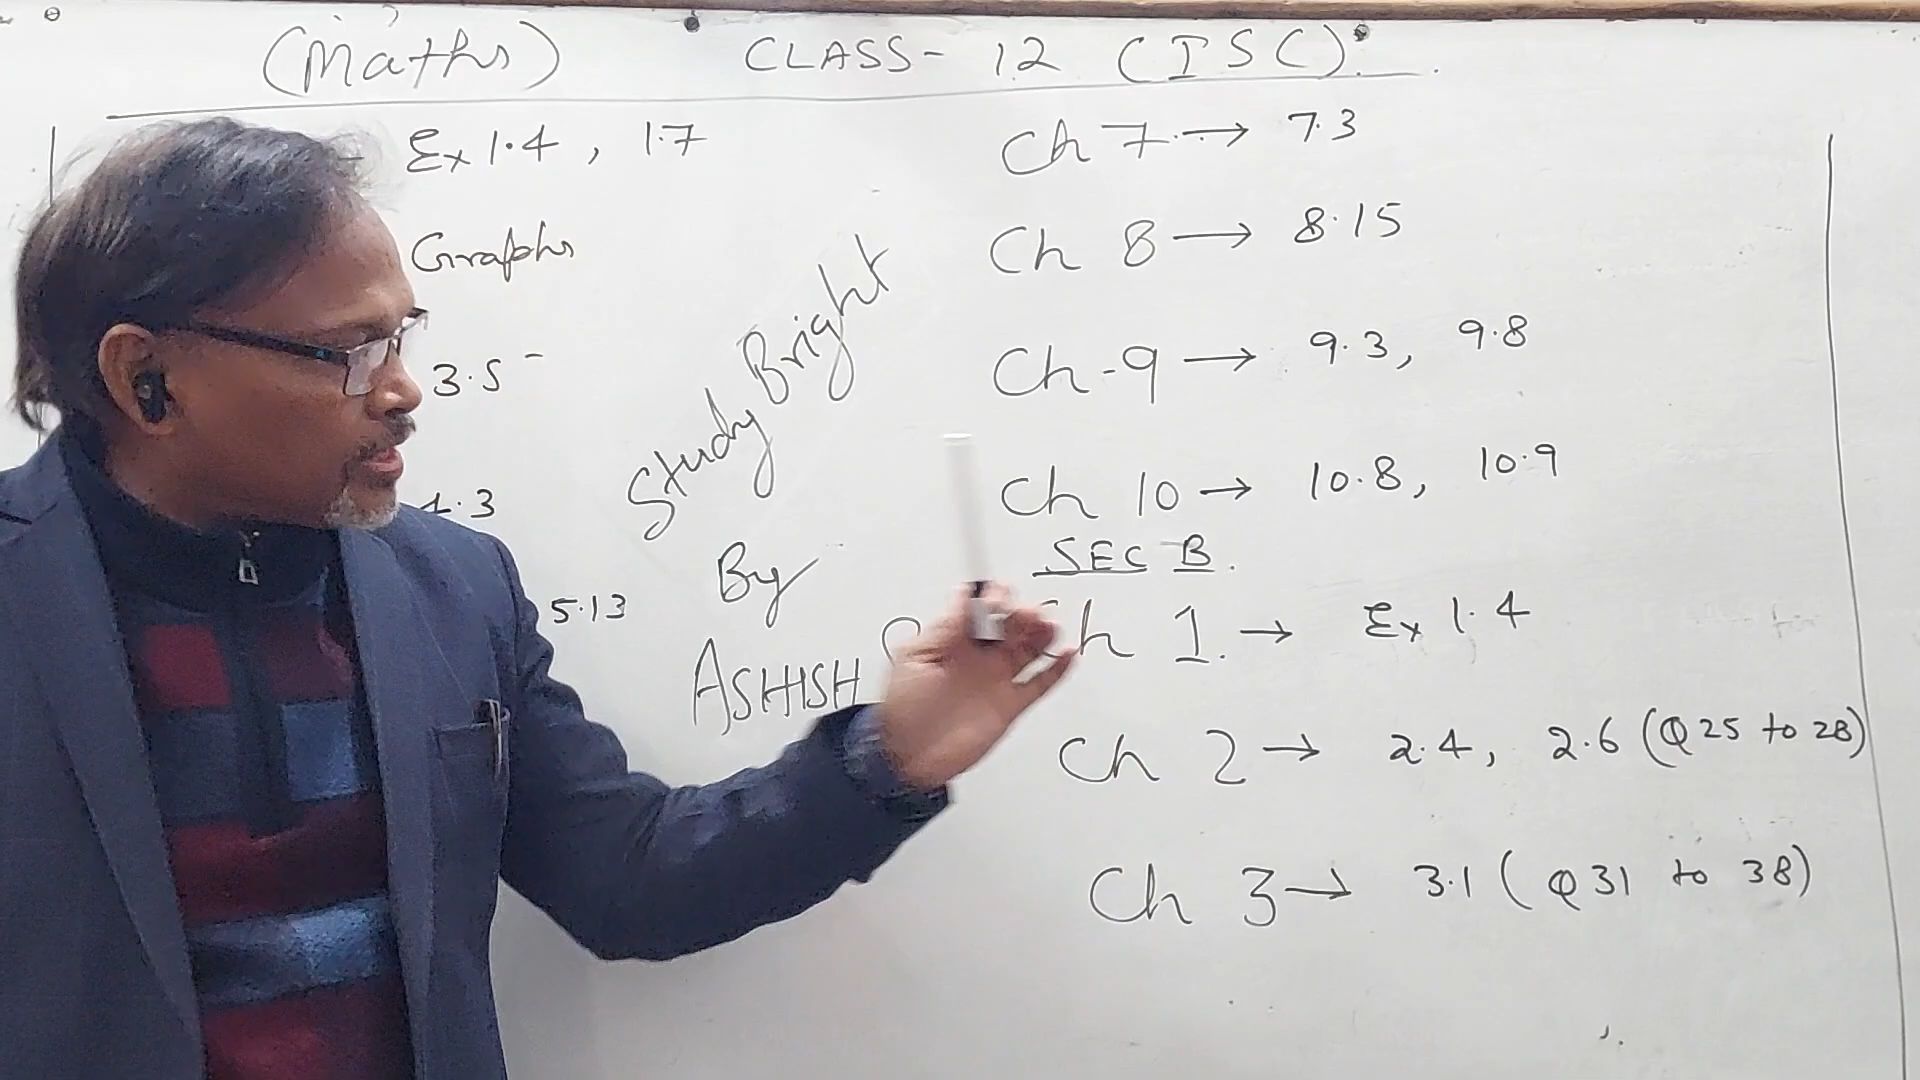 (Maths) CLASS- 12 (ISC)
Ex 1.4, 1.7
Graphs
3.5
4.3
5.13
Study Bright
By
ASHISH
Ch 7 → 7.3
Ch 8 → 8.15
Ch-9 → 9.3, 9.8
Ch 10 → 10.8, 10.9
SEC B.
Ch 1. → Ex 1.4
Ch 2 → 2.4, 2.6 (Q 25 to 28)
Ch 3 → 3.1 (Q 31 to 38)